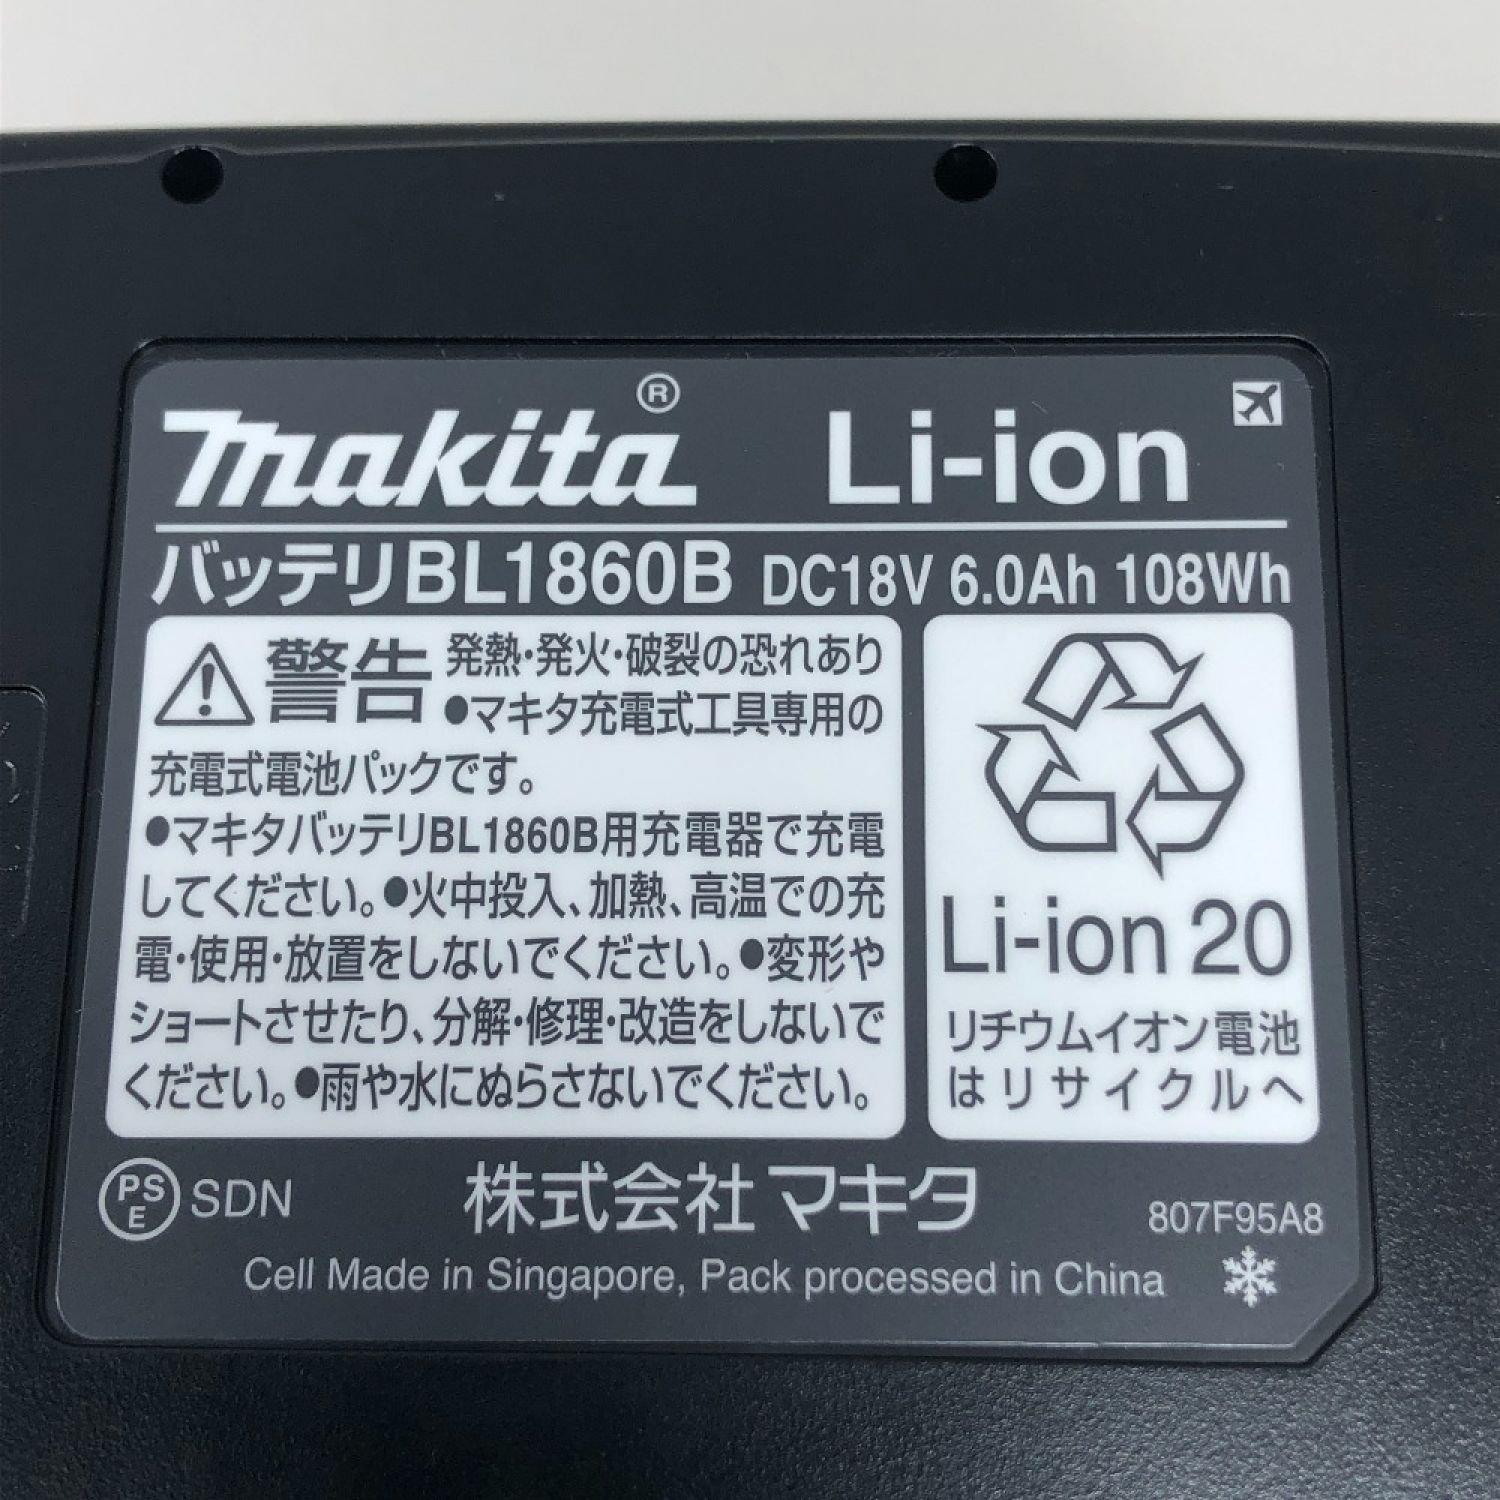 makita® Li-ion
バッテリBL1860B DC18V 6.0Ah 108Wh
警告 発熱・発火・破裂の恐れあり
●マキタ充電式工具専用の
充電式電池パックです。
●マキタバッテリBL1860B用充電器で充電
してください。●火中投入、加熱、高温での充
電・使用・放置をしないでください。●変形や
ショートさせたり、分解・修理・改造をしないで
ください。●雨や水にぬらさないでください。
Li-ion 20
リチウムイオン電池
はリサイクルへ
PSE SDN 株式会社マキタ 807F95A8
Cell Made in Singapore, Pack processed in China